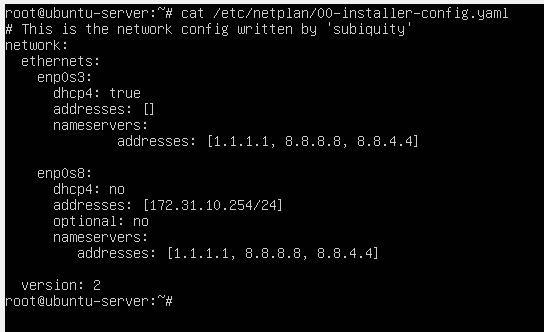 root@ubuntu-server:~# cat /etc/netplan/00-installer-config.yaml
# This is the network config written by 'subiquity'
network:
  ethernets:
    enp0s3:
      dhcp4: true
      addresses: []
      nameservers:
              addresses: [1.1.1.1, 8.8.8.8, 8.8.4.4]

    enp0s8:
      dhcp4: no
      addresses: [172.31.10.254/24]
      optional: no
      nameservers:
         addresses: [1.1.1.1, 8.8.8.8, 8.8.4.4]

  version: 2
root@ubuntu-server:~#